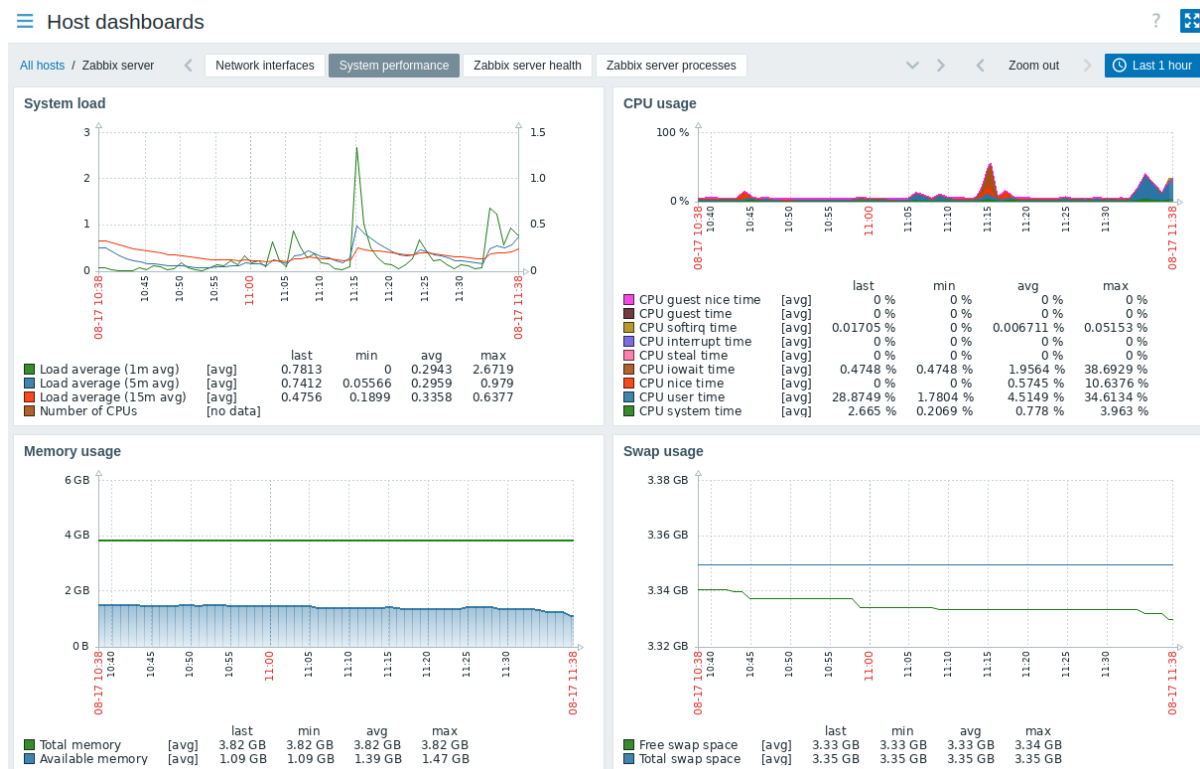 Host dashboards ?
All hosts / Zabbix server Network interfaces System performance Zabbix server health Zabbix server processes Zoom out Last 1 hour
System load
3 1.5
2 1.0
1 0.5
0 0
08-17 10:38 10:45 10:50 10:55 11:00 11:05 11:10 11:15 11:20 11:25 11:30 08-17 11:38
last min avg max
Load average (1m avg) [avg] 0.7813 0 0.2943 2.6719
Load average (5m avg) [avg] 0.7412 0.05566 0.2959 0.979
Load average (15m avg) [avg] 0.4756 0.1899 0.3358 0.6377
Number of CPUs [no data]
CPU usage
100 %
0 %
08-17 10:38 10:40 10:45 10:50 10:55 11:00 11:05 11:10 11:15 11:20 11:25 11:30 08-17 11:38
last min avg max
CPU guest nice time [avg] 0 % 0 % 0 % 0 %
CPU guest time [avg] 0 % 0 % 0 % 0 %
CPU softirq time [avg] 0.01705 % 0 % 0.006711 % 0.05153 %
CPU interrupt time [avg] 0 % 0 % 0 % 0 %
CPU steal time [avg] 0 % 0 % 0 % 0 %
CPU iowait time [avg] 0.4748 % 0.4748 % 1.9564 % 38.6929 %
CPU nice time [avg] 0 % 0 % 0.5745 % 10.6376 %
CPU user time [avg] 28.8749 % 1.7804 % 4.5149 % 34.6134 %
CPU system time [avg] 2.665 % 0.2069 % 0.778 % 3.963 %
Memory usage
6 GB
4 GB
2 GB
0 B
08-17 10:38 10:40 10:45 10:50 10:55 11:00 11:05 11:10 11:15 11:20 11:25 11:30 08-17 11:38
last min avg max
Total memory [avg] 3.82 GB 3.82 GB 3.82 GB 3.82 GB
Available memory [avg] 1.09 GB 1.09 GB 1.39 GB 1.47 GB
Swap usage
3.38 GB
3.36 GB
3.34 GB
3.32 GB
08-17 10:38 10:40 10:45 10:50 10:55 11:00 11:05 11:10 11:15 11:20 11:25 11:30 08-17 11:38
last min avg max
Free swap space [avg] 3.33 GB 3.33 GB 3.33 GB 3.34 GB
Total swap space [avg] 3.35 GB 3.35 GB 3.35 GB 3.35 GB